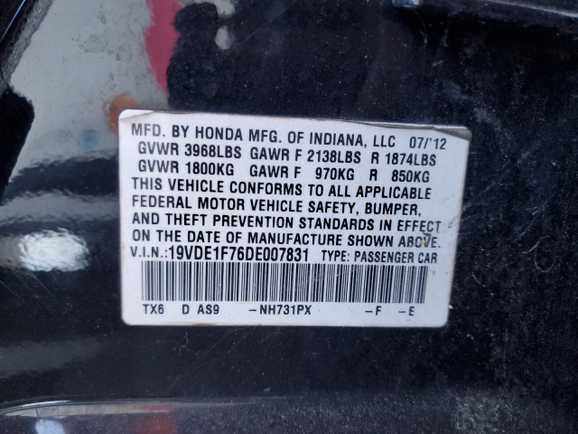 MFD. BY HONDA MFG. OF INDIANA, LLC 07/'12
GVWR 3968LBS GAWR F 2138LBS R 1874LBS
GVWR 1800KG GAWR F 970KG R 850KG
THIS VEHICLE CONFORMS TO ALL APPLICABLE
FEDERAL MOTOR VEHICLE SAFETY, BUMPER,
AND THEFT PREVENTION STANDARDS IN EFFECT
ON THE DATE OF MANUFACTURE SHOWN ABOVE.
V.I.N.:19VDE1F76DE007831 TYPE: PASSENGER CAR
TX6 D AS9 -NH731PX -F -E